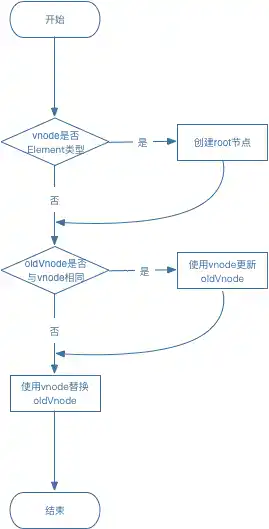 开始
vnode是否
Element类型
是
创建root节点
否
oldVnode是否
与vnode相同
是
使用vnode更新
oldVnode
否
使用vnode替换
oldVnode
结束